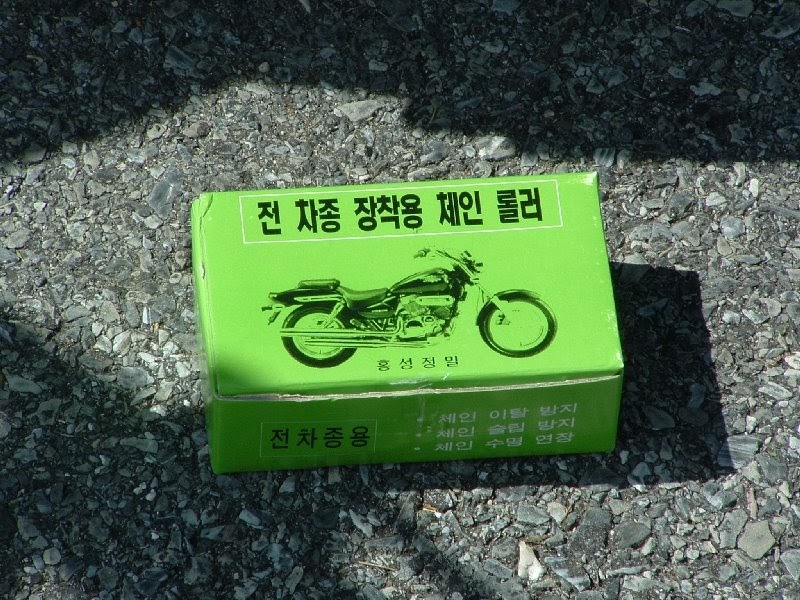 전 차종 장착용 체인 롤러
홍성정밀
전차종용
• 체인 이탈 방지
• 체인 슬립 방지
• 체인 수명 연장